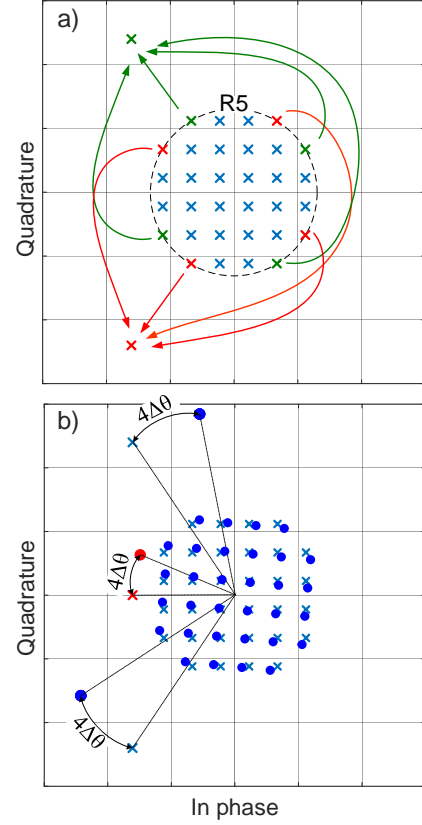 a)
R5
Quadrature
b)
4Δθ
4Δθ
4Δθ
Quadrature
In phase